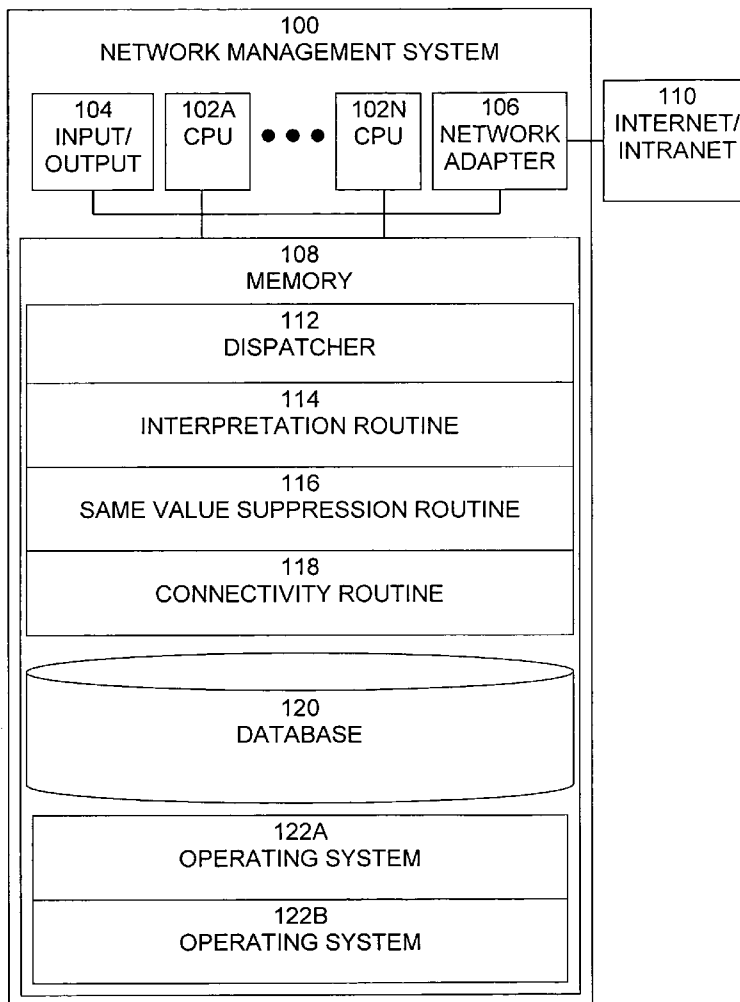 100
NETWORK MANAGEMENT SYSTEM
104
INPUT/
OUTPUT
102A
CPU
102N
CPU
106
NETWORK
ADAPTER
110
INTERNET/
INTRANET
108
MEMORY
112
DISPATCHER
114
INTERPRETATION ROUTINE
116
SAME VALUE SUPPRESSION ROUTINE
118
CONNECTIVITY ROUTINE
120
DATABASE
122A
OPERATING SYSTEM
122B
OPERATING SYSTEM